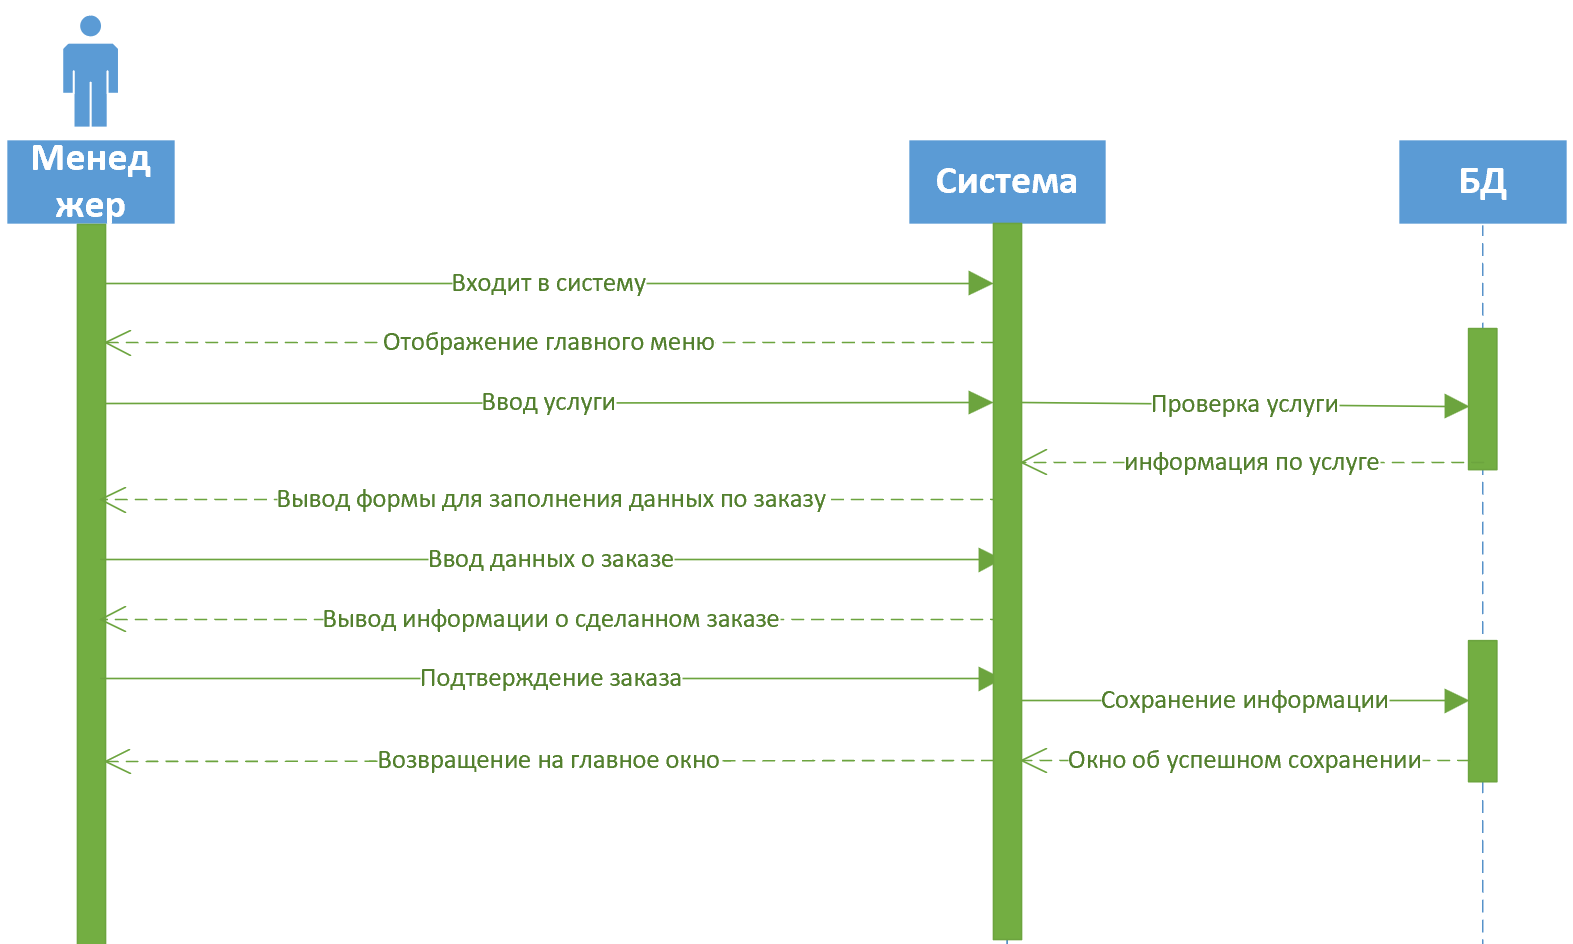 Менед
жер
Система
БД
Входит в систему
Отображение главного меню
Ввод услуги
Проверка услуги
информация по услуге
Вывод формы для заполнения данных по заказу
Ввод данных о заказе
Вывод информации о сделанном заказе
Подтверждение заказа
Сохранение информации
Возвращение на главное окно
Окно об успешном сохранении